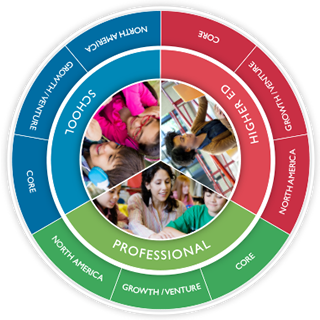 NORTH AMERICA
GROWTH / VENTURE
CORE
SCHOOL
CORE
GROWTH / VENTURE
NORTH AMERICA
HIGHER ED
PROFESSIONAL
NORTH AMERICA
GROWTH / VENTURE
CORE